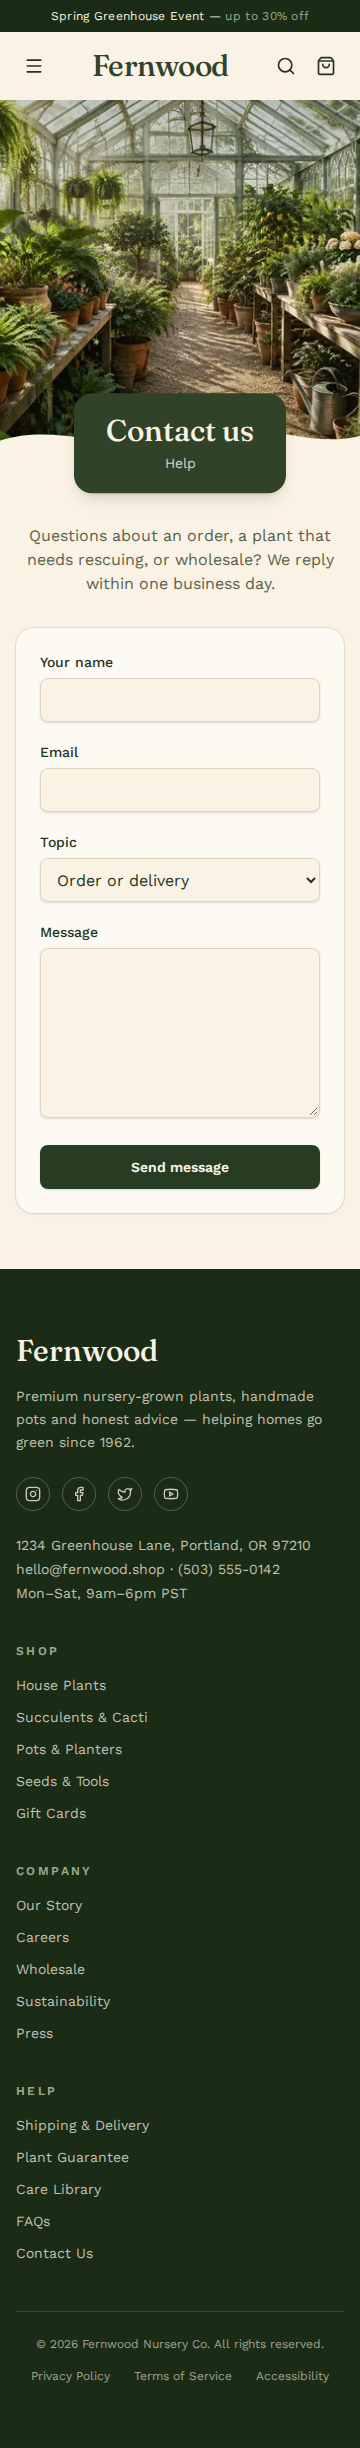 Spring Greenhouse Event — up to 30% off
Fernwood
Contact us
Help
Questions about an order, a plant that
needs rescuing, or wholesale? We reply
within one business day.
Your name
Email
Topic
Order or delivery
Message
Send message
Fernwood
Premium nursery-grown plants, handmade
pots and honest advice — helping homes go
green since 1962.
1234 Greenhouse Lane, Portland, OR 97210
hello@fernwood.shop · (503) 555-0142
Mon–Sat, 9am–6pm PST
SHOP
House Plants
Succulents & Cacti
Pots & Planters
Seeds & Tools
Gift Cards
COMPANY
Our Story
Careers
Wholesale
Sustainability
Press
HELP
Shipping & Delivery
Plant Guarantee
Care Library
FAQs
Contact Us
© 2026 Fernwood Nursery Co. All rights reserved.
Privacy Policy Terms of Service Accessibility